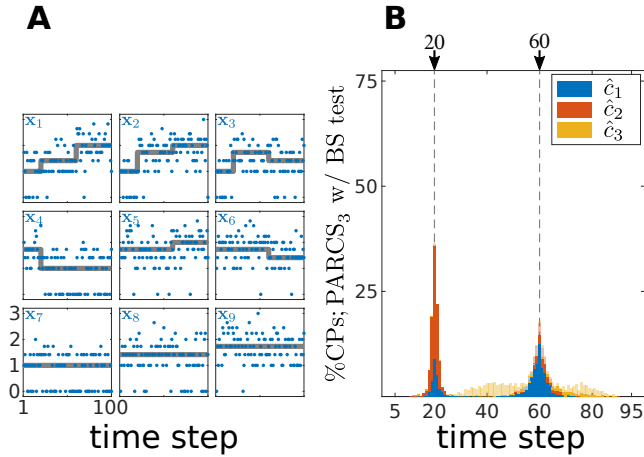 A
B
20
60
x₁
x₂
x₃
x₄
x₅
x₆
x₇
x₈
x₉
3
2
1
0
1
100
time step
%CPs; PARCS₃ w/ BS test
75
50
25
5
20
40
60
80
95
time step
ĉ₁
ĉ₂
ĉ₃